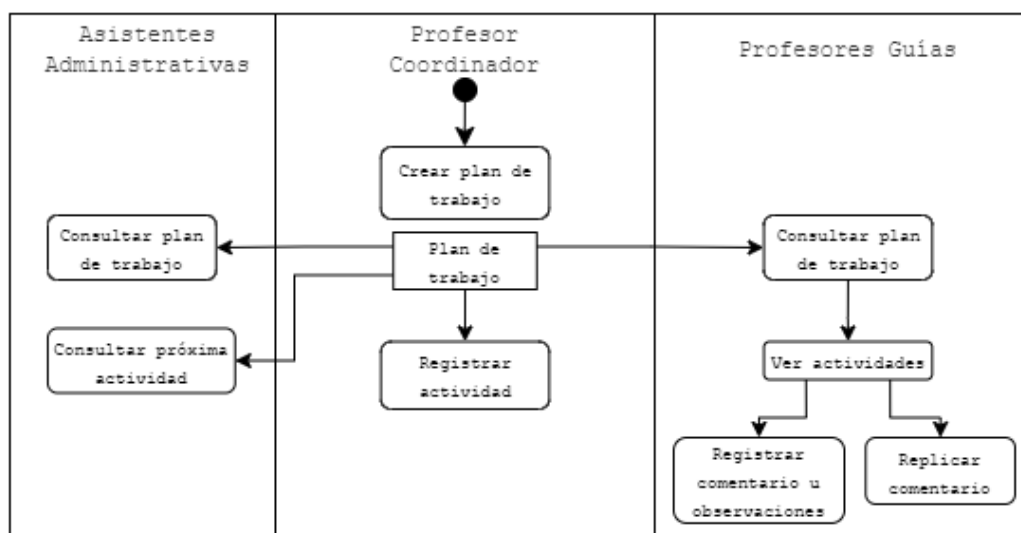 Asistentes
Administrativas
Profesor
Coordinador
Profesores Guías
Crear plan de
trabajo
Consultar plan
de trabajo
Plan de
trabajo
Consultar plan
de trabajo
Consultar próxima
actividad
Registrar
actividad
Ver actividades
Registrar
comentario u
observaciones
Replicar
comentario